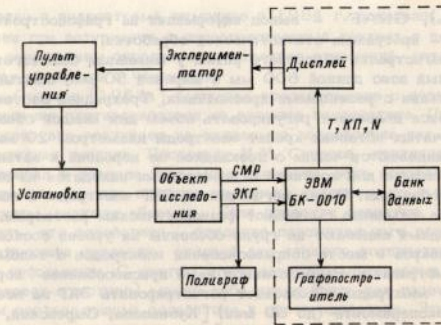 Пульт
управле-
ния
Эксперимен-
татор
Дисплей
Т, КП, N
Установка
Объект
исследо-
вания
СМР
ЭКГ
ЭВМ
БК-0010
Банк
данных
Полиграф
Графопостро-
итель